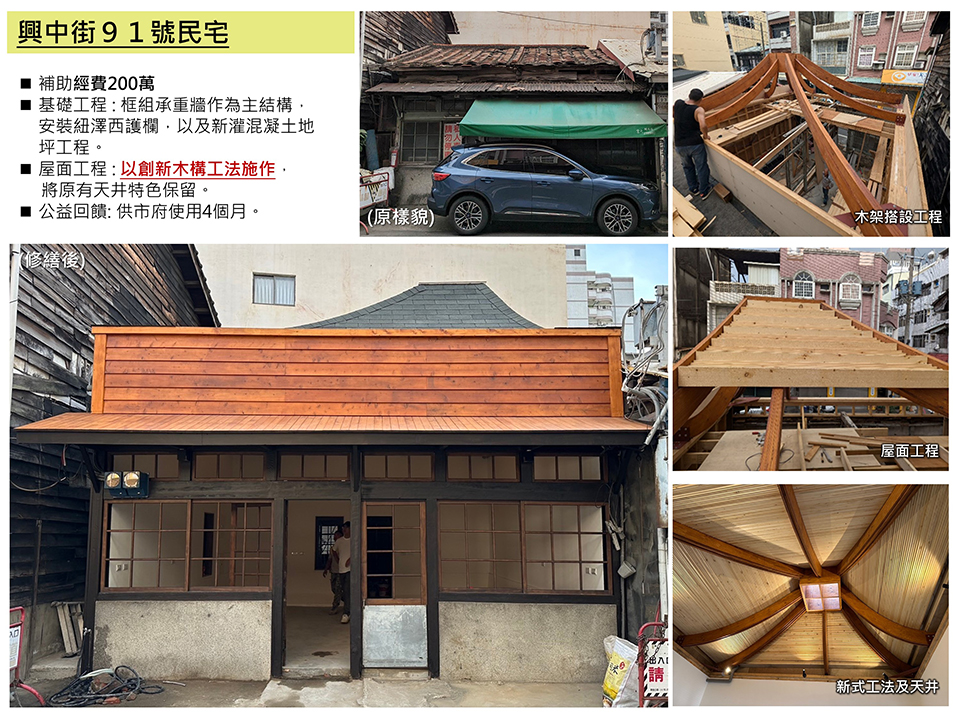 興中街９１號民宅
■ 補助經費200萬
■ 基礎工程 : 框組承重牆作為主結構，
安裝紐澤西護欄，以及新灌混凝土地
坪工程。
■ 屋面工程 : 以創新木構工法施作，
將原有天井特色保留。
■ 公益回饋: 供市府使用4個月。
(原樣貌)
木架搭設工程
(修繕後)
屋面工程
新式工法及天井
出入口
請